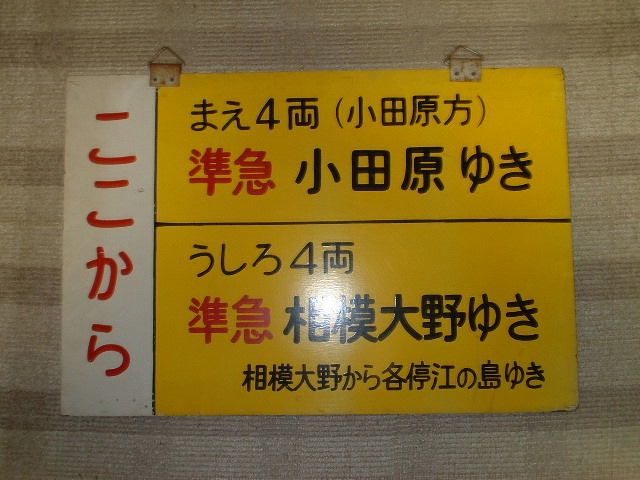 ここから
まえ4両(小田原方)
準急 小田原ゆき
うしろ4両
準急 相模大野ゆき
相模大野から各停江の島ゆき